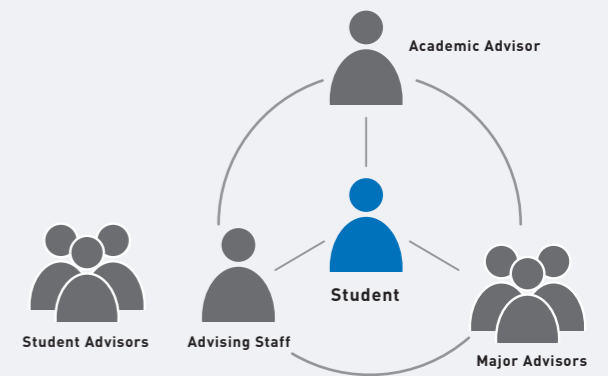 Academic Advisor
Student
Student Advisors
Advising Staff
Major Advisors